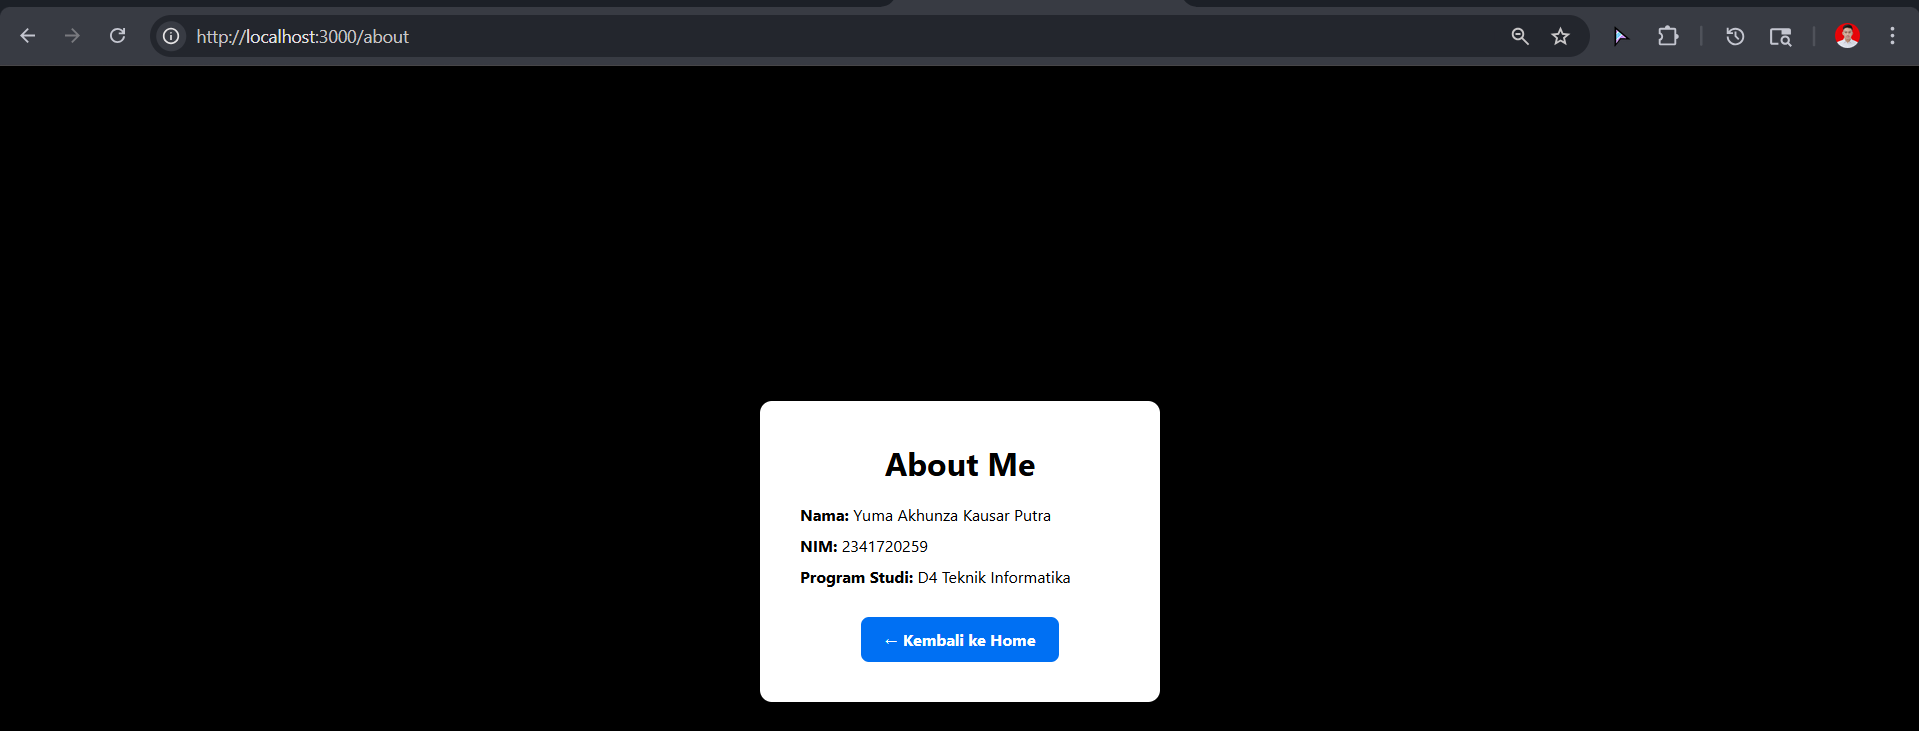 http://localhost:3000/about
About Me
Nama: Yuma Akhunza Kausar Putra
NIM: 2341720259
Program Studi: D4 Teknik Informatika
← Kembali ke Home